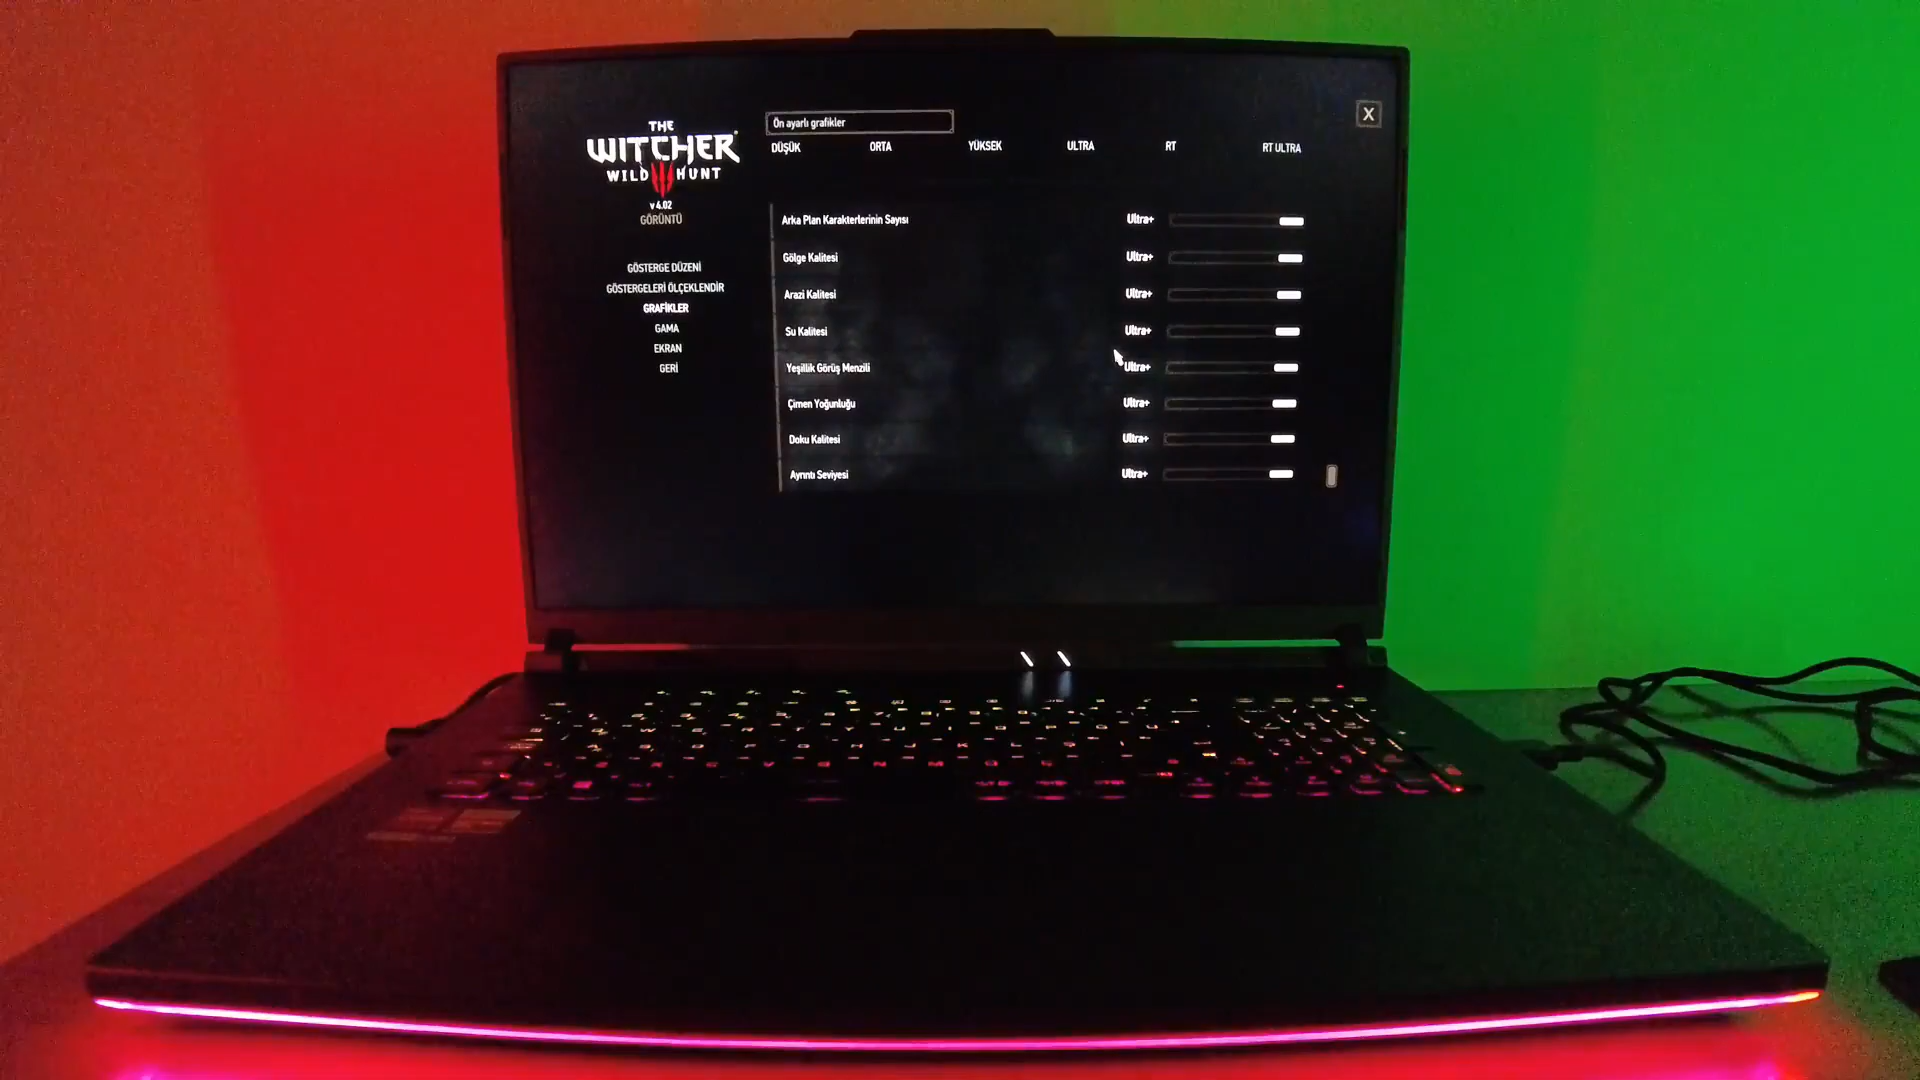 THE
WITCHER
WILD HUNT
v 4.02
GÖRÜNTÜ
GÖSTERGE DÜZENİ
GÖSTERGELERİ ÖLÇEKLENDİR
GRAFİKLER
GAMA
EKRAN
GERİ
Ön ayarlı grafikler
X
DÜŞÜK ORTA YÜKSEK ULTRA RT RT ULTRA
Arka Plan Karakterlerinin Sayısı Ultra+
Gölge Kalitesi Ultra+
Arazi Kalitesi Ultra+
Su Kalitesi Ultra+
Yeşillik Görüş Menzili Ultra+
Çimen Yoğunluğu Ultra+
Doku Kalitesi Ultra+
Ayrıntı Seviyesi Ultra+